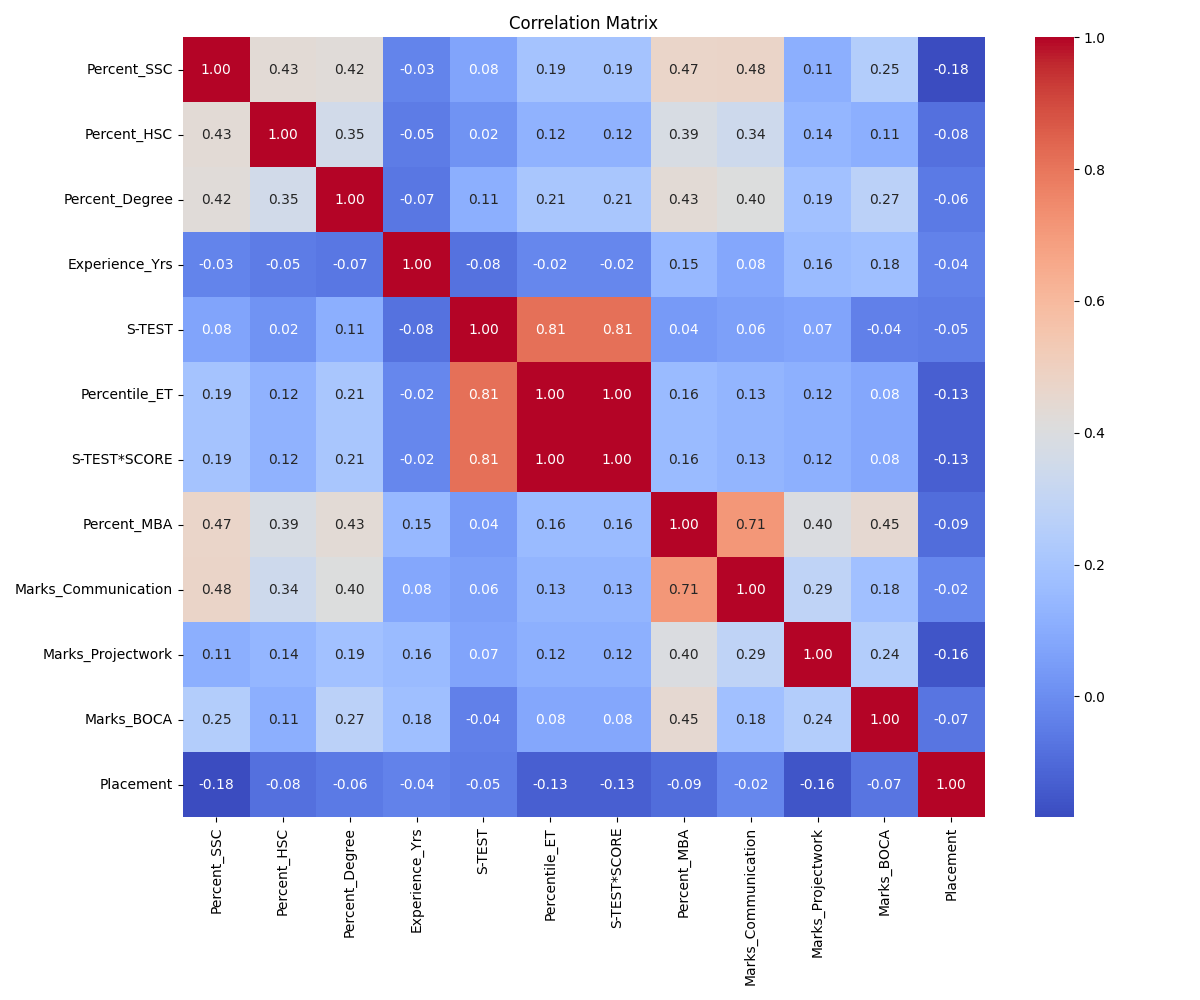 Correlation Matrix
Percent_SSC 1.00 0.43 0.42 -0.03 0.08 0.19 0.19 0.47 0.48 0.11 0.25 -0.18
Percent_HSC 0.43 1.00 0.35 -0.05 0.02 0.12 0.12 0.39 0.34 0.14 0.11 -0.08
Percent_Degree 0.42 0.35 1.00 -0.07 0.11 0.21 0.21 0.43 0.40 0.19 0.27 -0.06
Experience_Yrs -0.03 -0.05 -0.07 1.00 -0.08 -0.02 -0.02 0.15 0.08 0.16 0.18 -0.04
S-TEST 0.08 0.02 0.11 -0.08 1.00 0.81 0.81 0.04 0.06 0.07 -0.04 -0.05
Percentile_ET 0.19 0.12 0.21 -0.02 0.81 1.00 1.00 0.16 0.13 0.12 0.08 -0.13
S-TEST*SCORE 0.19 0.12 0.21 -0.02 0.81 1.00 1.00 0.16 0.13 0.12 0.08 -0.13
Percent_MBA 0.47 0.39 0.43 0.15 0.04 0.16 0.16 1.00 0.71 0.40 0.45 -0.09
Marks_Communication 0.48 0.34 0.40 0.08 0.06 0.13 0.13 0.71 1.00 0.29 0.18 -0.02
Marks_Projectwork 0.11 0.14 0.19 0.16 0.07 0.12 0.12 0.40 0.29 1.00 0.24 -0.16
Marks_BOCA 0.25 0.11 0.27 0.18 -0.04 0.08 0.08 0.45 0.18 0.24 1.00 -0.07
Placement -0.18 -0.08 -0.06 -0.04 -0.05 -0.13 -0.13 -0.09 -0.02 -0.16 -0.07 1.00
Percent_SSC
Percent_HSC
Percent_Degree
Experience_Yrs
S-TEST
Percentile_ET
S-TEST*SCORE
Percent_MBA
Marks_Communication
Marks_Projectwork
Marks_BOCA
Placement
1.0
0.8
0.6
0.4
0.2
0.0